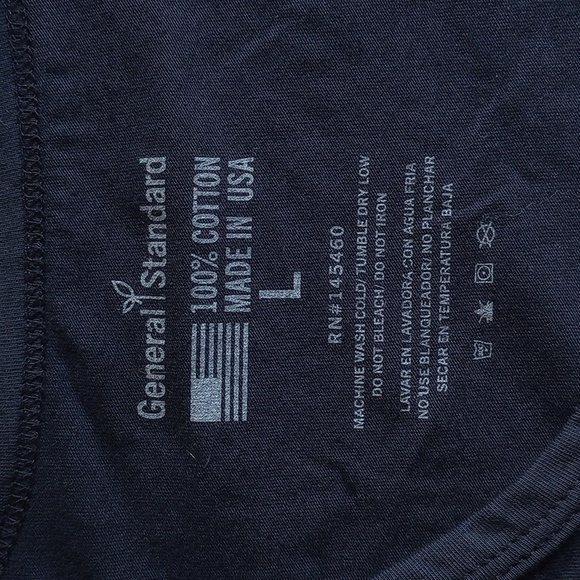 General Standard
100% COTTON
MADE IN USA
L
RN#145460
MACHINE WASH COLD/TUMBLE DRY LOW
DO NOT BLEACH/DO NOT IRON
LAVAR EN LAVADORA CON AGUA FRIA
NO USE BLANQUEADOR/NO PLANCHAR
SECAR EN TEMPERATURA BAJA